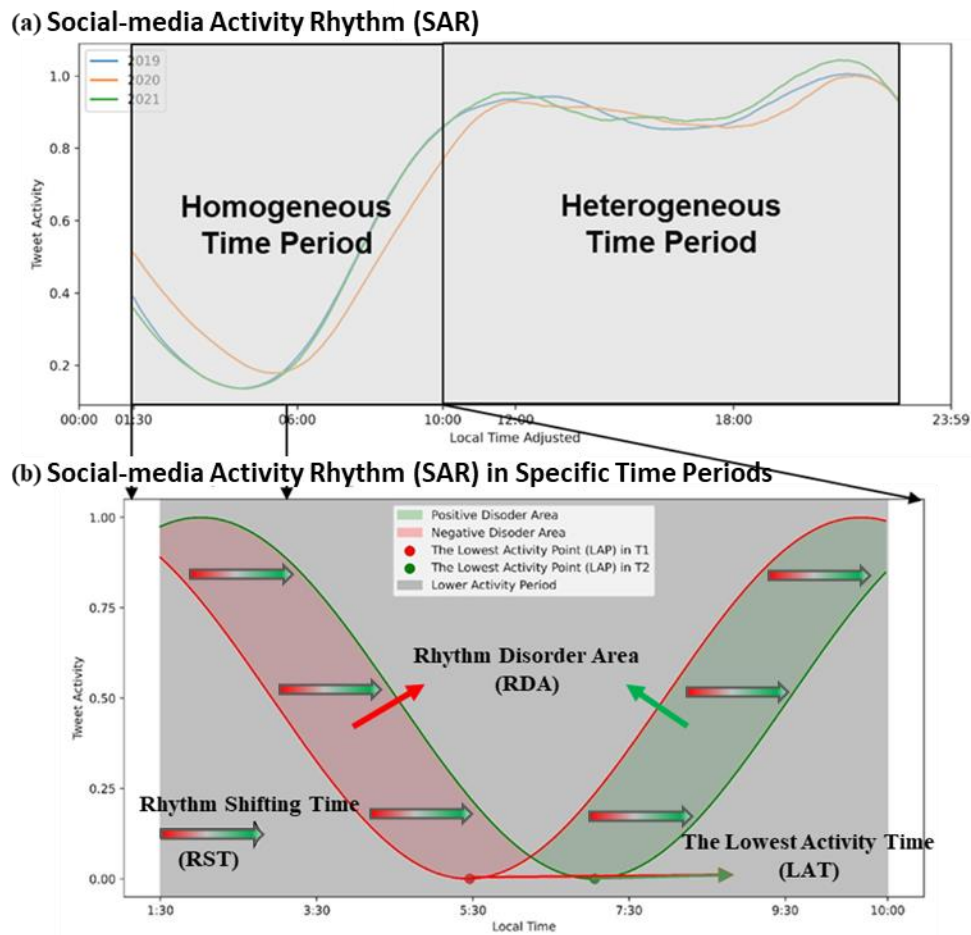 (a) Social-media Activity Rhythm (SAR)
2019
2020
2021
1.0
0.8
0.6
0.4
0.2
Tweet Activity
Homogeneous
Time Period
Heterogeneous
Time Period
00:00
01:30
06:00
10:00
12:00
18:00
23:59
Local Time Adjusted
(b) Social-media Activity Rhythm (SAR) in Specific Time Periods
Positive Disoder Area
Negative Disoder Area
The Lowest Activity Point (LAP) in T1
The Lowest Activity Point (LAP) in T2
Lower Activity Period
1.00
0.75
0.50
0.25
0.00
Tweet Activity
Rhythm Disorder Area
(RDA)
Rhythm Shifting Time
(RST)
The Lowest Activity Time
(LAT)
1:30
3:30
5:30
7:30
9:30
10:00
Local Time